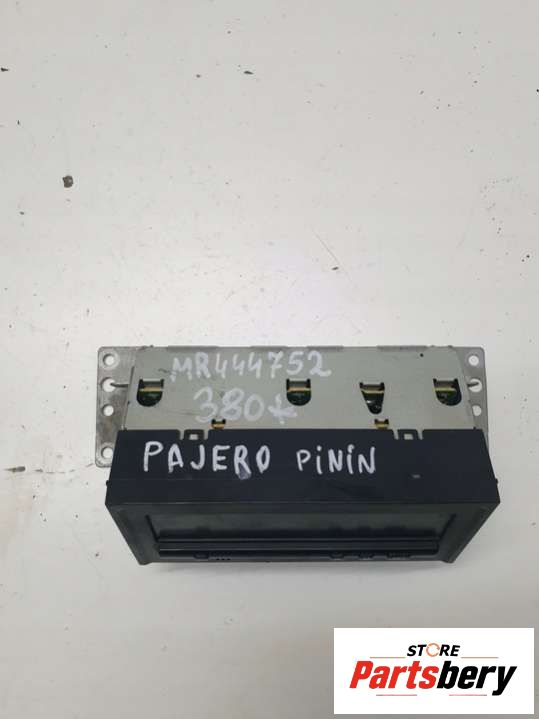 MR444752
380*
PAJERO PiNiN
STORE
Partsbery